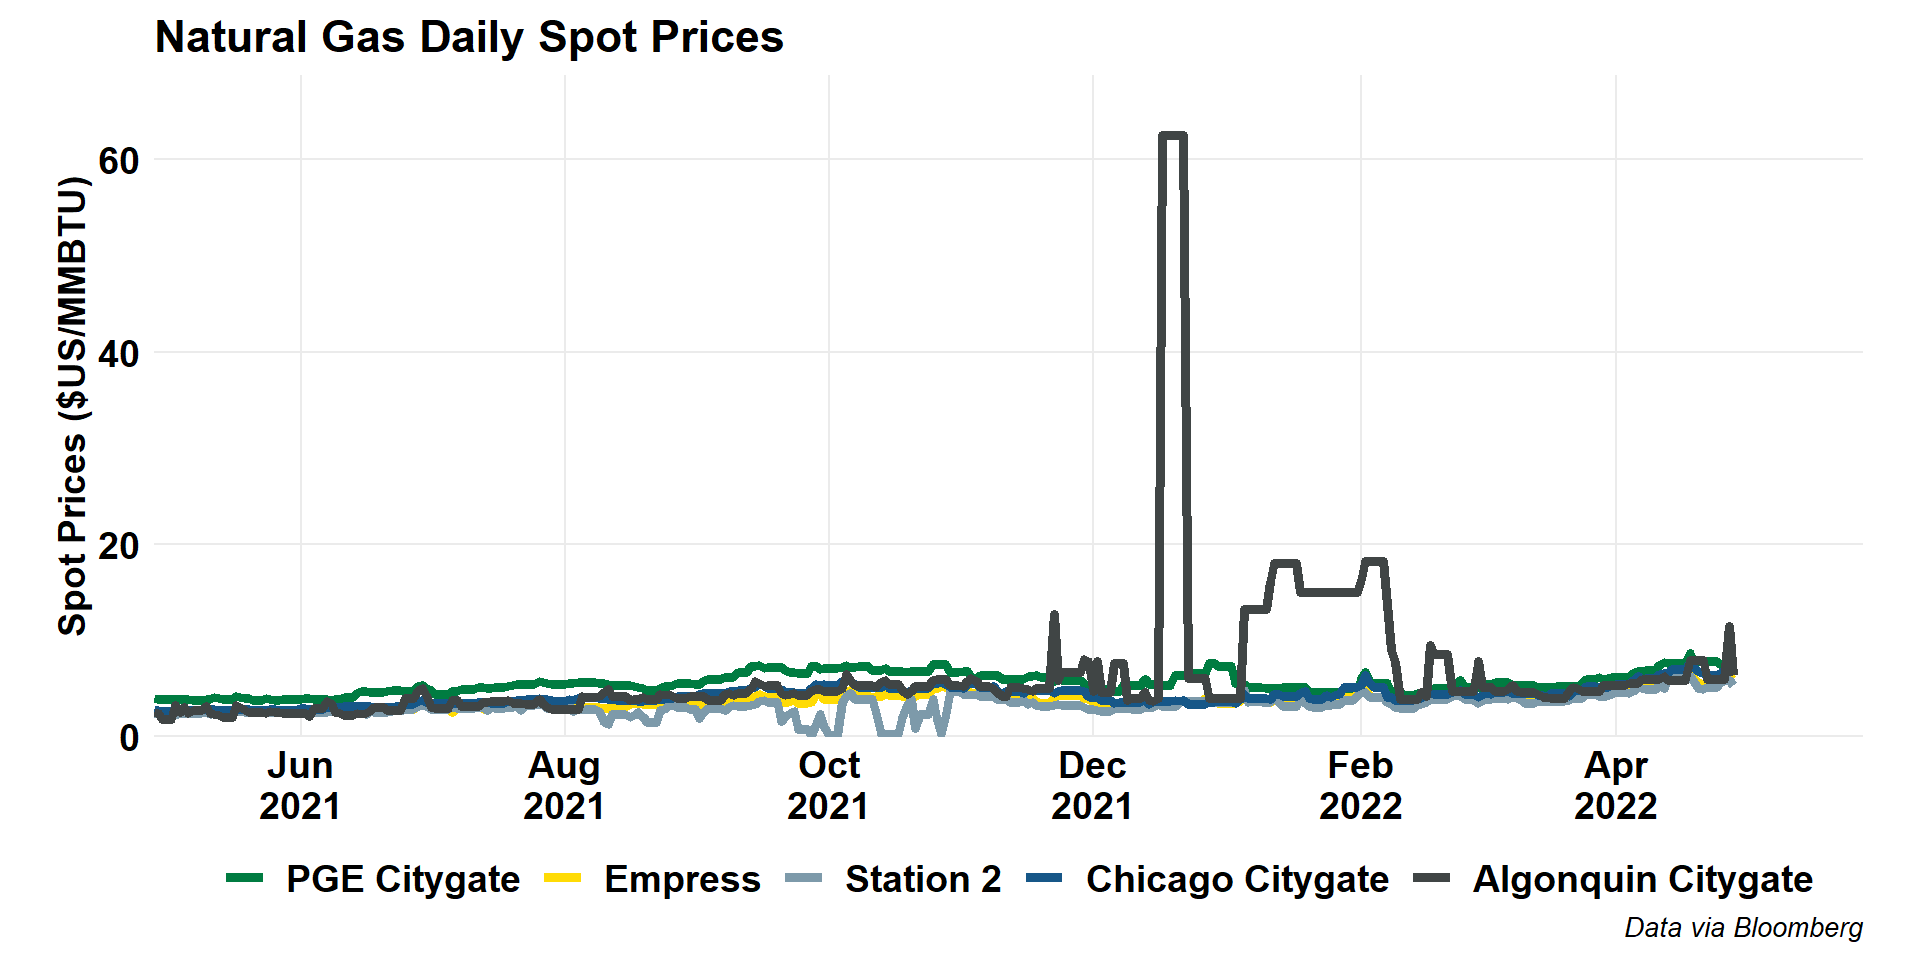 Natural Gas Daily Spot Prices
Spot Prices ($US/MMBTU)
60
40
20
0
Jun Aug Oct Dec Feb Apr
2021 2021 2021 2021 2022 2022
PGE Citygate Empress Station 2 Chicago Citygate Algonquin Citygate
Data via Bloomberg